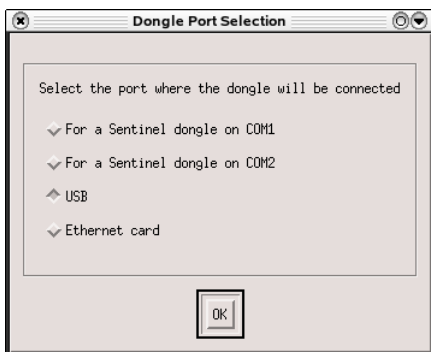 Dongle Port Selection
Select the port where the dongle will be connected
For a Sentinel dongle on COM1
For a Sentinel dongle on COM2
USB
Ethernet card
OK